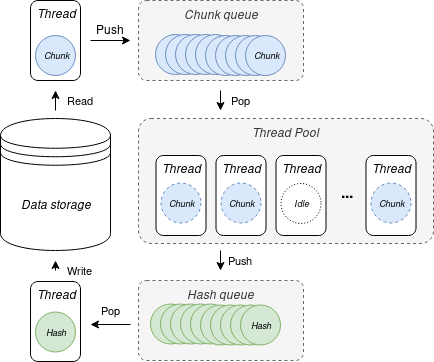 Thread
Chunk
Push
Chunk queue
Chunk
Read
Pop
Data storage
Thread Pool
Thread
Chunk
Thread
Chunk
Thread
Idle
...
Thread
Chunk
Write
Push
Thread
Hash
Pop
Hash queue
Hash